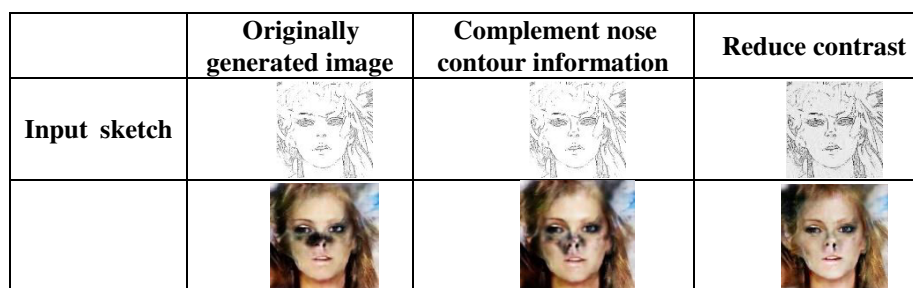 Originally
generated image
Complement nose
contour information
Reduce contrast
Input sketch